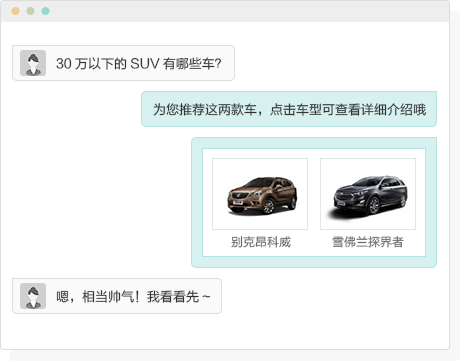 30 万以下的 SUV 有哪些车?
为您推荐这两款车，点击车型可查看详细介绍哦
别克昂科威
雪佛兰探界者
嗯，相当帅气！我看看先 ~